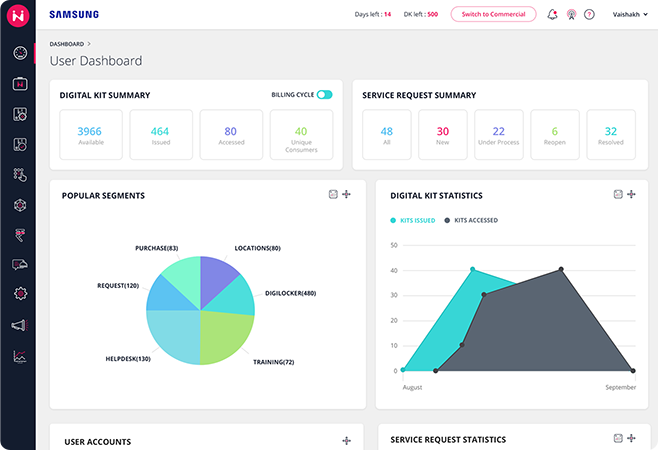 SAMSUNG
Days left : 14
DK left : 500
Switch to Commercial
?
Vaishakh
DASHBOARD >
User Dashboard
DIGITAL KIT SUMMARY
BILLING CYCLE
3966
Available
464
Issued
80
Accessed
40
Unique
Consumers
SERVICE REQUEST SUMMARY
48
All
30
New
22
Under Process
6
Reopen
32
Resolved
POPULAR SEGMENTS
PURCHASE(83)
LOCATIONS(80)
REQUEST(120)
DIGILOCKER(480)
HELPDESK(130)
TRAINING(72)
DIGITAL KIT STATISTICS
KITS ISSUED
KITS ACCESSED
50
40
30
20
10
0
August
September
USER ACCOUNTS
SERVICE REQUEST STATISTICS